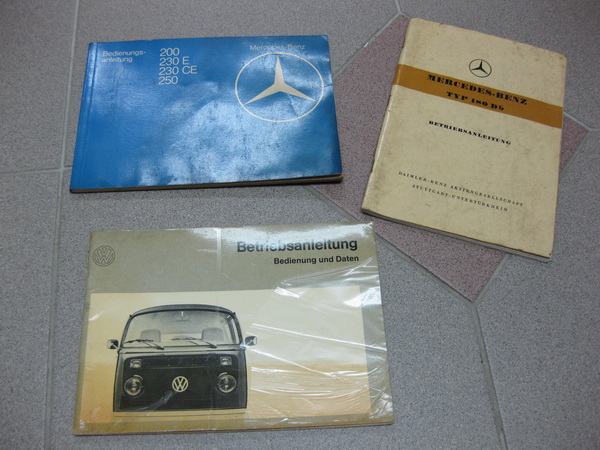 Bedienungs-
anleitung
200
230 E
230 CE
250
Mercedes-Benz
MERCEDES-BENZ
TYP 180 Db
BETRIEBSANLEITUNG
DAIMLER-BENZ AKTIENGESELLSCHAFT
STUTTGART-UNTERTÜRKHEIM
Betriebsanleitung
Bedienung und Daten